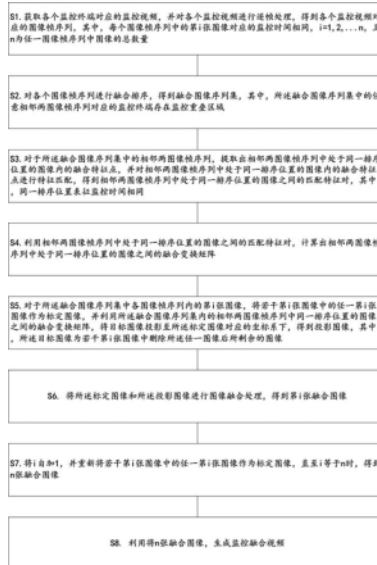 S1.获取各个监控终端对应的监控视频，并对各个监控视频进行逐帧处理，得到各个监控视频对
应的图像帧序列，其中，每个图像帧序列中的第i张图像对应的监控时间相同，i=1,2,...n，且
n为任一图像帧序列中图像的总数量
S2.对各个图像帧序列进行融合排序，得到融合图像序列集，其中，所述融合图像序列集中的任
意相邻两图像帧序列对应的监控终端存在监控重叠区域
S3.对于所述融合图像序列集中的相邻两图像帧序列，提取出相邻两图像帧序列中处于同一排序
位置的图像内的融合特征点，并对相邻两图像帧序列中处于同一排序位置的图像内的融合特征
点进行特征匹配，得到相邻两图像帧序列中处于同一排序位置的图像之间的匹配特征对，其中
，同一排序位置表征监控时间相同
S4.利用相邻两图像帧序列中处于同一排序位置的图像之间的匹配特征对，计算出相邻两图像帧
序列中处于同一排序位置的图像之间的融合变换矩阵
S5.对于所述融合图像序列集中各图像帧序列内的第i张图像，将若干第i张图像中的任一第i张
图像作为标定图像，并利用所述融合图像序列集内的相邻两图像帧序列中同一排序位置的图像
之间的融合变换矩阵，将目标图像投影至所述标定图像对应的坐标系下，得到投影图像，其中
，所述目标图像为若干第i张图像中删除所述任一图像后所剩余的图像
S6. 将所述标定图像和所述投影图像进行图像融合处理，得到第i张融合图像
S7.将i自加1，并重新将若干第i张图像中的任一第i张图像作为标定图像，直至i等于n时，得到
n张融合图像
S8. 利用将n张融合图像，生成监控融合视频